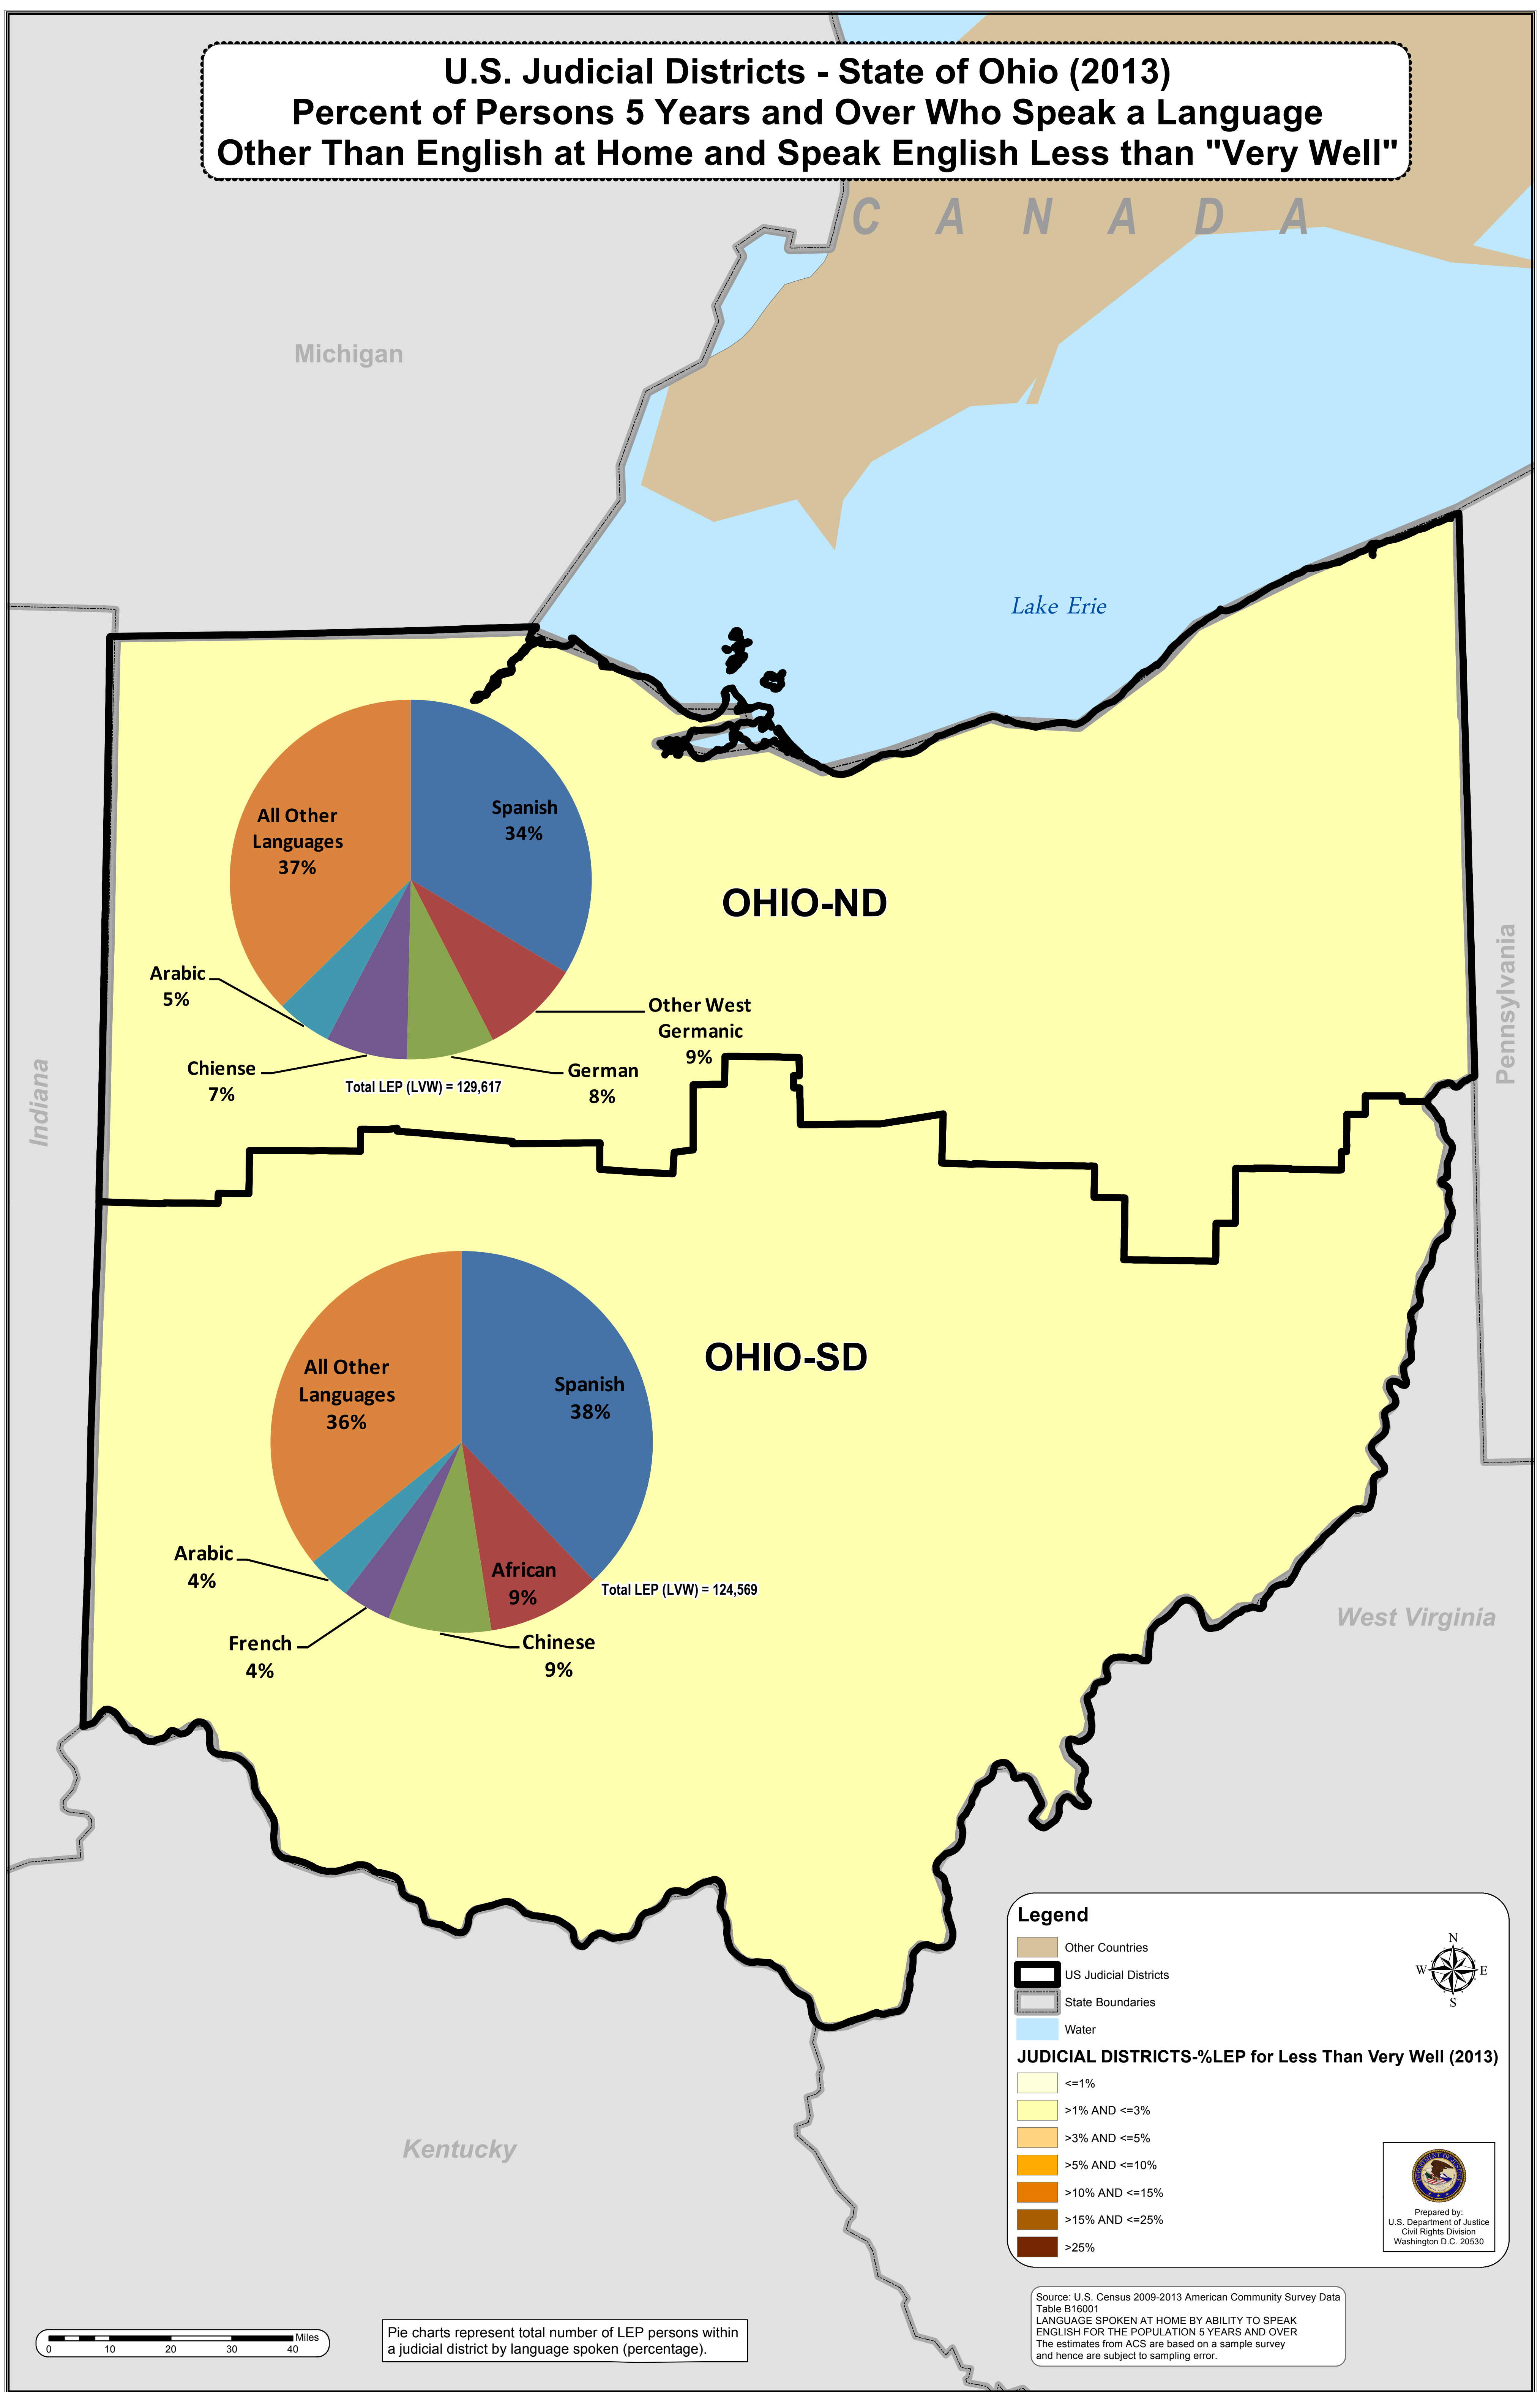 U.S. Judicial Districts - State of Ohio (2013)
Percent of Persons 5 Years and Over Who Speak a Language
Other Than English at Home and Speak English Less than "Very Well"
C A N A D A
Michigan
Lake Erie
Spanish
34%
All Other
Languages
37%
OHIO-ND
Arabic
5%
Other West
Germanic
9%
Chiense
7%
German
8%
Total LEP (LVW) = 129,617
Pennsylvania
Indiana
OHIO-SD
All Other
Languages
36%
Spanish
38%
Arabic
4%
African
9%
Total LEP (LVW) = 124,569
French
4%
Chinese
9%
West Virginia
Kentucky
Legend
Other Countries
US Judicial Districts
State Boundaries
Water
N
W
E
S
JUDICIAL DISTRICTS-%LEP for Less Than Very Well (2013)
<=1%
>1% AND <=3%
>3% AND <=5%
>5% AND <=10%
>10% AND <=15%
>15% AND <=25%
>25%
Prepared by:
U.S. Department of Justice
Civil Rights Division
Washington D.C. 20530
Source: U.S. Census 2009-2013 American Community Survey Data
Table B16001
LANGUAGE SPOKEN AT HOME BY ABILITY TO SPEAK
ENGLISH FOR THE POPULATION 5 YEARS AND OVER
The estimates from ACS are based on a sample survey
and hence are subject to sampling error.
Pie charts represent total number of LEP persons within
a judicial district by language spoken (percentage).
Miles
0 10 20 30 40